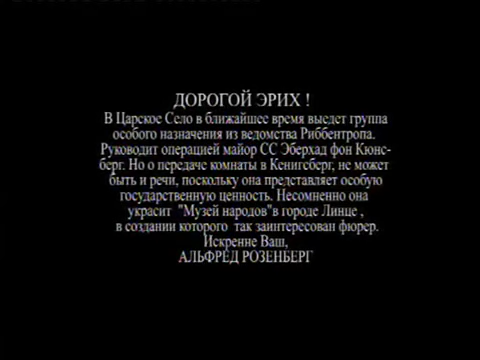 ДОРОГОЙ ЭРИХ !
В Царское Село в ближайшее время выедет группа
особого назначения из ведомства Риббентропа.
Руководит операцией майор СС Эберхад фон Кюнс-
берг. Но о передаче комнаты в Кенигсберг, не может
быть и речи, поскольку она представляет особую
государственную ценность. Несомненно она
украсит "Музей народов"в городе Линце ,
в создании которого так заинтересован фюрер.
Искренне Ваш,
АЛЬФРЕД РОЗЕНБЕРГ